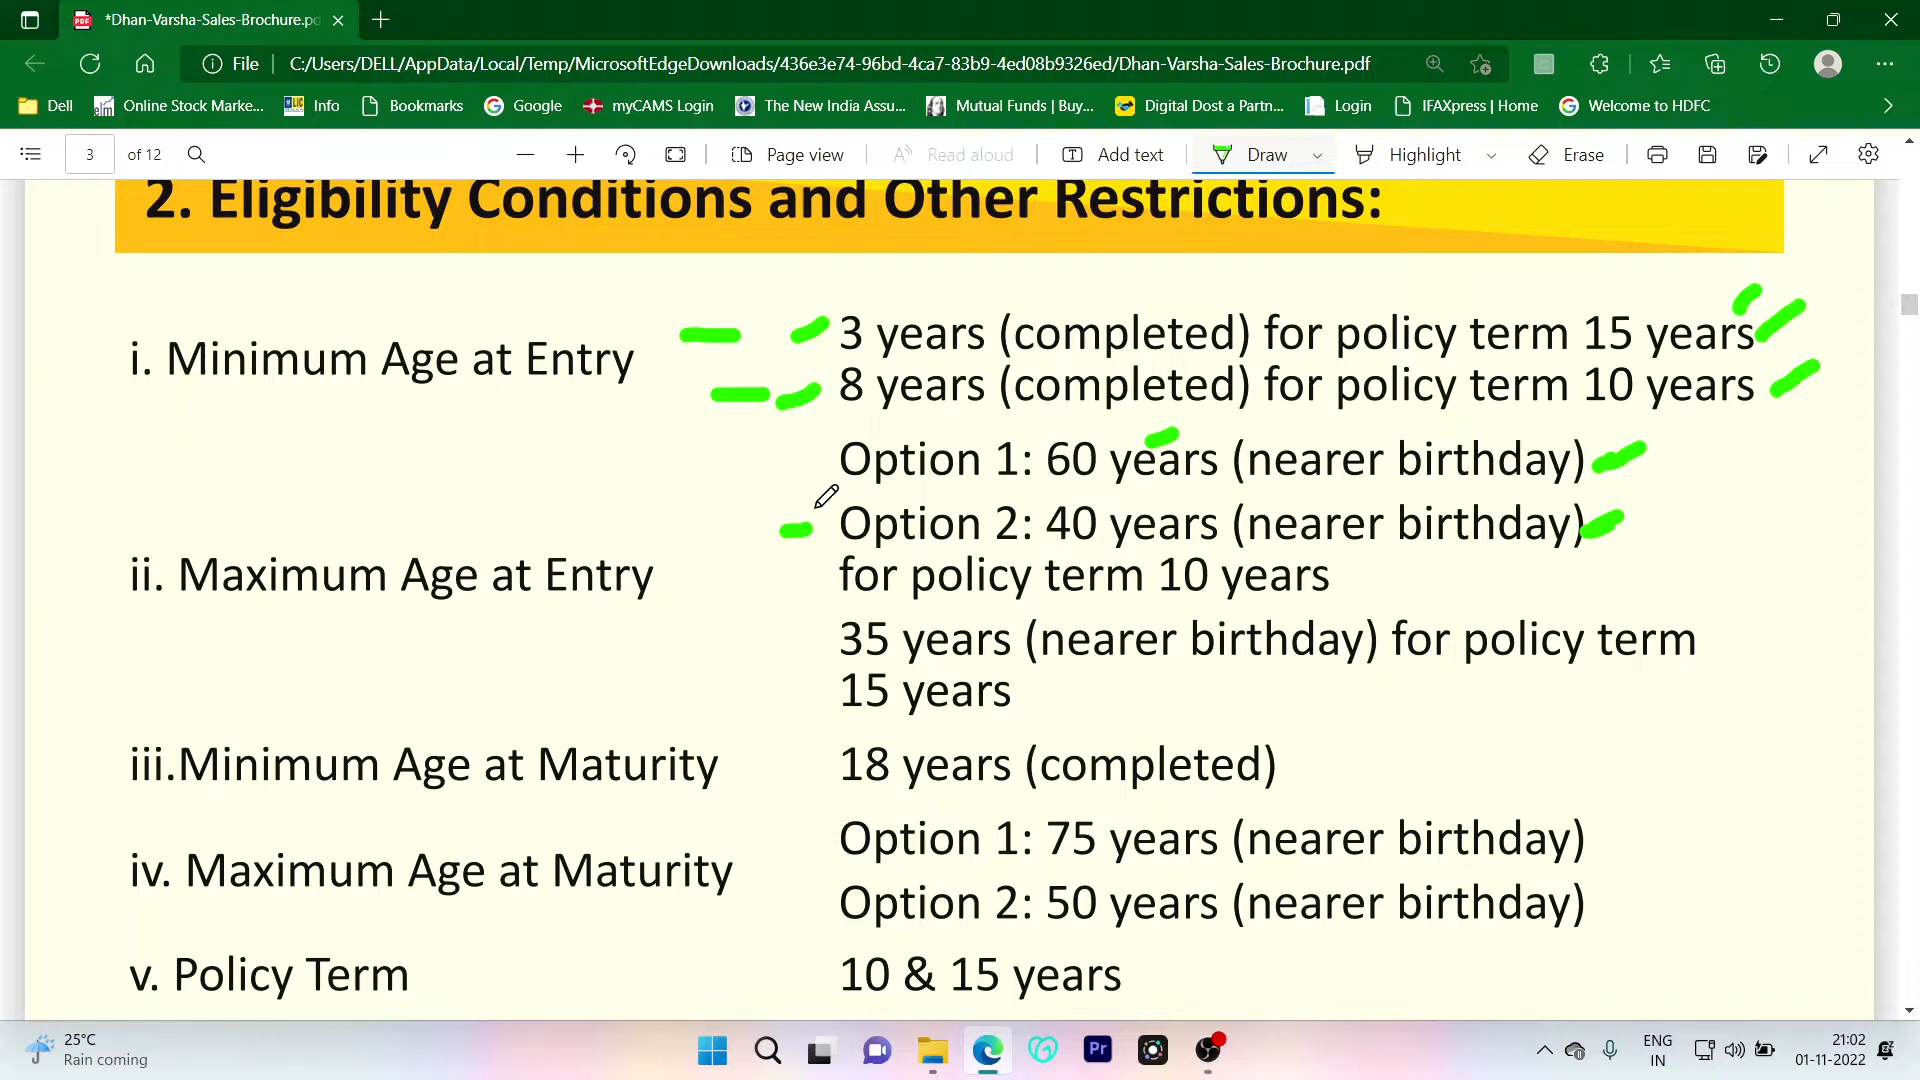 *Dhan-Varsha-Sales-Brochure.pd
File
C:/Users/DELL/AppData/Local/Temp/MicrosoftEdgeDownloads/436e3e74-96bd-4ca7-83b9-4ed08b9326ed/Dhan-Varsha-Sales-Brochure.pdf
Dell
Online Stock Marke...
Info
Bookmarks
Google
myCAMS Login
The New India Assu...
Mutual Funds | Buy...
Digital Dost a Partn...
Login
IFAXpress | Home
Welcome to HDFC
3 of 12
Page view
Read aloud
Add text
Draw
Highlight
Erase
2. Eligibility Conditions and Other Restrictions:
i. Minimum Age at Entry
3 years (completed) for policy term 15 years
8 years (completed) for policy term 10 years
ii. Maximum Age at Entry
Option 1: 60 years (nearer birthday)
Option 2: 40 years (nearer birthday)
for policy term 10 years
35 years (nearer birthday) for policy term
15 years
iii.Minimum Age at Maturity
18 years (completed)
iv. Maximum Age at Maturity
Option 1: 75 years (nearer birthday)
Option 2: 50 years (nearer birthday)
v. Policy Term
10 & 15 years
25°C
Rain coming
Pr
ENG
IN
21:02
01-11-2022